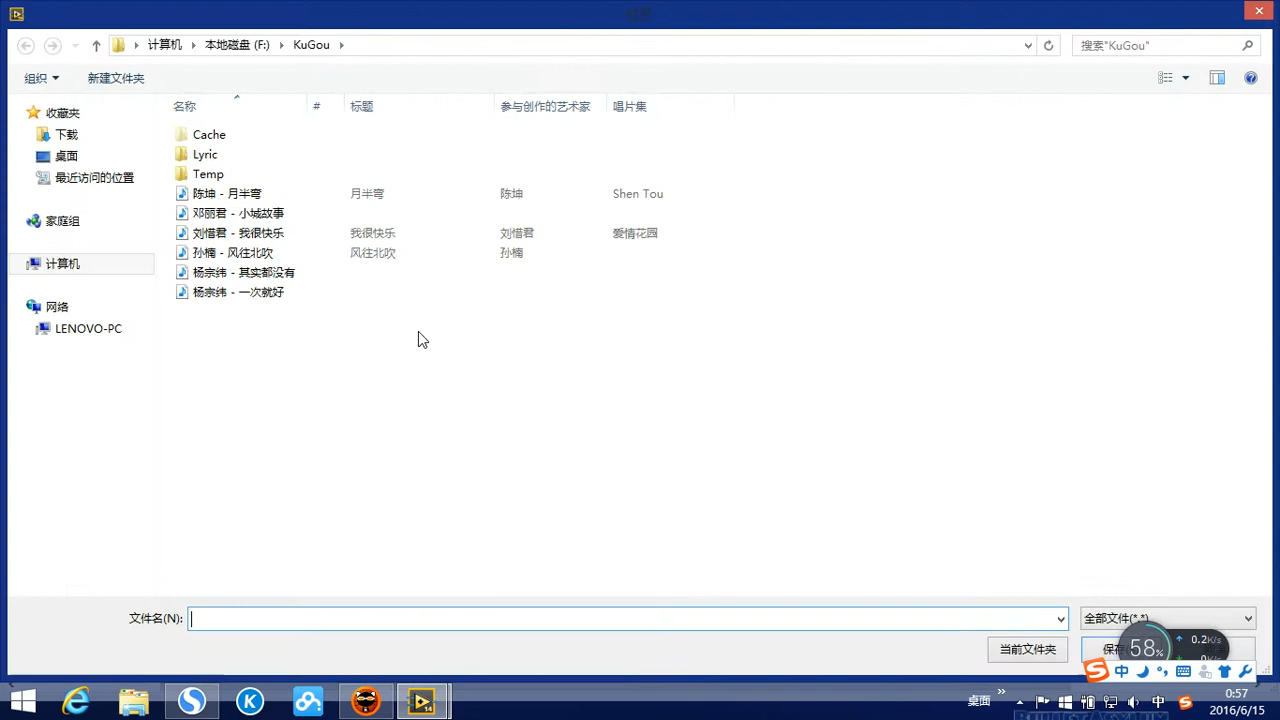 计算机 本地磁盘 (F:) KuGou
搜索"KuGou"
组织 新建文件夹
名称 # 标题 参与创作的艺术家 唱片集
收藏夹
下载
桌面
最近访问的位置
家庭组
计算机
网络
LENOVO-PC
Cache
Lyric
Temp
陈坤 - 月半弯 月半弯 陈坤 Shen Tou
邓丽君 - 小城故事
刘惜君 - 我很快乐 我很快乐 刘惜君 爱情花园
孙楠 - 风往北吹 风往北吹 孙楠
杨宗纬 - 其实都没有
杨宗纬 - 一次就好
文件名(N): 全部文件(*.*)
当前文件夹 保存
58% 0.2K/s
0K/s
中
桌面 中 0:57
2016/6/15